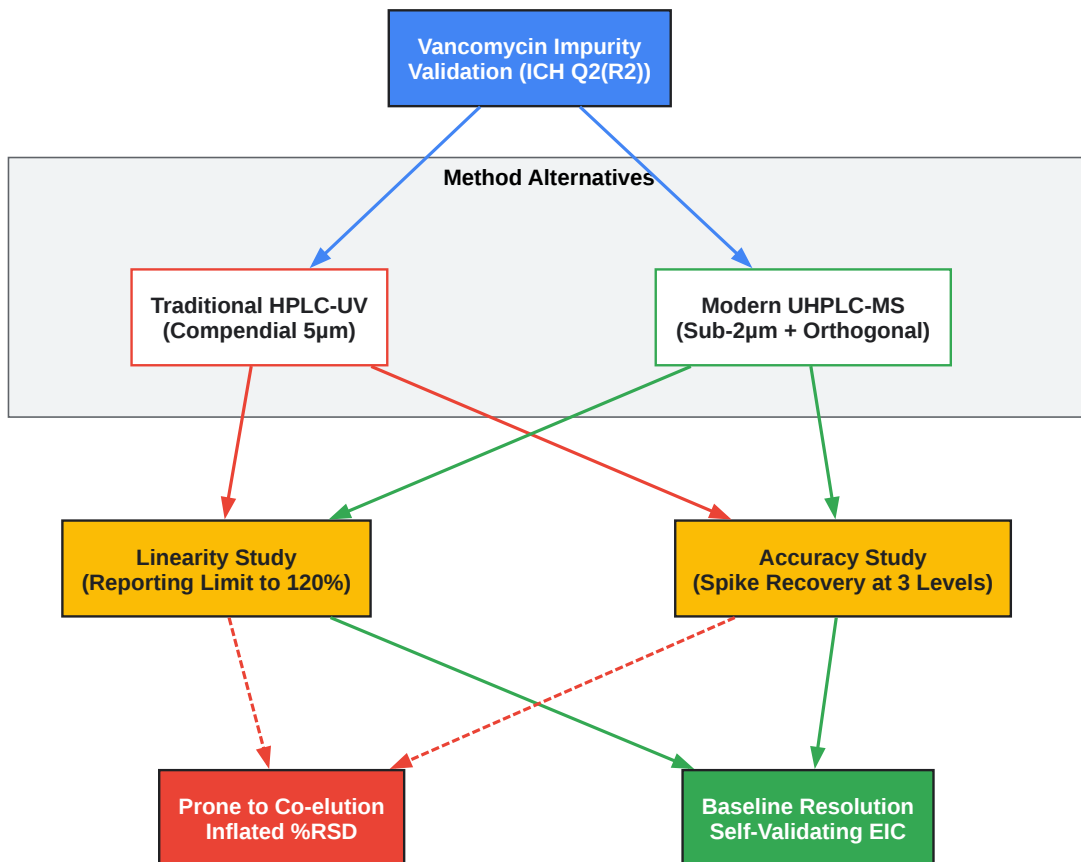 Vancomycin Impurity
Validation (ICH Q2(R2))
Method Alternatives
Traditional HPLC-UV
(Compendial 5µm)
Modern UHPLC-MS
(Sub-2µm + Orthogonal)
Linearity Study
(Reporting Limit to 120%)
Accuracy Study
(Spike Recovery at 3 Levels)
Prone to Co-elution
Inflated %RSD
Baseline Resolution
Self-Validating EIC